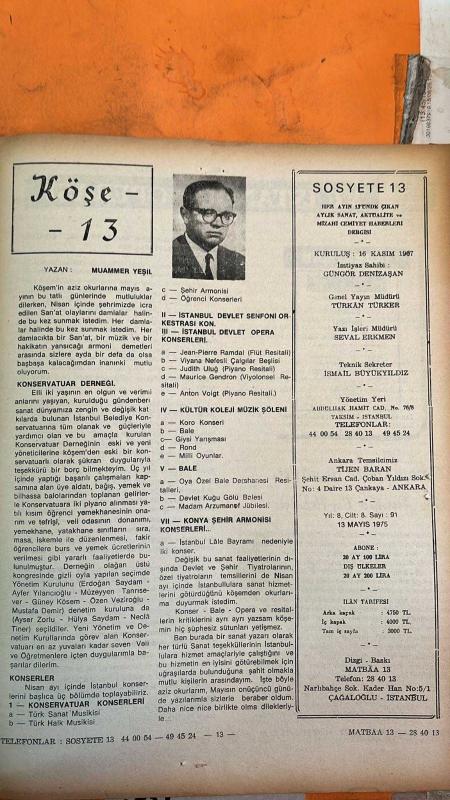 Köşe -
- 13
YAZAN : MUAMMER YEŞİL
Köşem'in aziz okurlarına mayıs a-
yının bu tatlı günlerinde mutluluklar
dilerken, Nisan içinde şehrimizde icra
edilen San'at olaylarını damlalar halin-
de bu kez sunmak istedim. Her dam-
lalar halinde bu kez sunmak istedim. Her
damlacıkta bir San'at, bir müzik ve bir
hakikatın yansıcağı armoni demetleri
arasında sizlere ayda bir defa da olsa
başbaşa kalacağımdan inanınki mutlu
oluyorum.
KONSERVATUAR DERNEĞİ.
Elli iki yaşının en olgun ve verimli
anlarını yaşıyan, kurulduğu gündenberi
sanat dünyamıza zengin ve değişik kat
kılarda bulunan İstanbul Belediye Kon-
servatuarına tüm olanak ve güçleriyle
yardımcı olan ve bu amaçla kurulan
Konservatuar Derneğinin eski ve yeni
yöneticilerine köşem'den eski bir kon-
servatuarlı olarak şükran duygularıyla
teşekkürü bir borç bilmekteyim. Üç yıl
içinde yaptığı başarılı çalışmaları kap-
samına alan üye aidatı, bağış, yemek ve
bilhassa balolarından toplanan gelirler-
le Konservatuara iki piyano alınması ya-
tılı kısım öğrenci yemekhanesinin ona-
rım ve tefrişi, veli odasının donanımı,
yemekhane, yatakhane sınıfların sıra,
masa, iskemle ile düzenlenmesi, fakir
öğrencilere burs ve yemek ücretlerinin
verilmesi gibi yararlı faaliyetlerde bu-
lunulmuştur. Derneğin olağan üstü
kongresinde gizli oyla yapılan seçimde
Yönetim Kurulunu (Erdoğan Saydam -
Ayfer Yılancıoğlu - Müzeyyen Tanrıse-
ver - Güney Kösem - Ozen Veziroğlu -
Mustafa Demir) denetim kuruluna da
(Ayser Zorlu - Hülya Saydam - Neclâ
Tiner) seçildiler. Yeni Yönetim ve De-
netim Kurullarında görev alan Konser-
vatuarı en az yuvaları kadar seven Veli
ve Öğretmenlere içten duygularımla ba-
şarılar dilerim.
KONSERLER
Nisan ayı içinde İstanbul konser-
lerini başlıca üç bölümde toplayabiliriz.
1 — KONSERVATUAR KONSERLERİ
a — Türk Sanat Musikisi
b — Türk Halk Musikisi
c — Şehir Armonisi
d — Öğrenci Konserleri
II — İSTANBUL DEVLET SENFONİ OR-
KESTRASI KON.
III — İSTANBUL DEVLET OPERA
KONSERLERİ.
a — Jean-Pierre Ramdal (Flüt Resitali)
b — Viyana Nefesli Çalgılar Beşlisi
c — Judith Uluğ (Piyano Resitali)
d — Maurice Gendron (Viyolonsel Re-
sitali)
e — Anton Voigt (Piyano Resitali.)
IV — KÜLTÜR KOLEJİ MÜZİK ŞÖLENİ
a — Koro Konseri
b — Bale
c — Giysi Yarışması
d — Rond
e — Milli Oyunlar.
V — BALE
a — Oya Özel Bale Dershanesi Resi-
talleri,
b — Devlet Kuğu Gölü Balesi
c — Madam Arzumanof Jübilesi.
VII — KONYA ŞEHİR ARMONİSİ
KONSERLERİ..
a — İstanbul Lâle Bayramı nedeniyle
iki konser.
Değişik bu sanat faaliyetlerinin dı-
şında Devlet ve Şehir Tiyatrolarının,
özel tiyatroların temsillerini de Nisan
ayı içinde İstanbullulara sanat hizmet-
lerini götürdüğünü köşemden okurları-
ma duyurmak istedim.
Konser - Bale - Opera ve resital-
lerin kritiklerini ayrı ayrı yazsam köşe-
min hiç şüphesiz sütunları yetişmez.
Ben burada bir sanat yazarı olarak
her türlü Sanat teşekküllerinin İstanbul-
lulara hizmet amaçlariyle çalıştığını ve
bu hizmetin en iyisini götürebilmek için
uğraşılarda bulunduğuna şahit olmakla
mutlu kişilerin arasındayım. İşte böyle
aziz okurlarım, Mayısın onüçüncü günü-
de yazılarımla sizlerle beraber oldum.
Daha nice nice birlikte olma dilekleriy-
le...
SOSYETE 13
HER AYIN 13'ÜNDE ÇIKAN
AYLIK SANAT, AKTÜALİTE ve
MİZAHİ CEMİYET HABERLERİ
DERGİSİ
KURULUŞ : 16 KASIM 1967
İmtiyaz Sahibi :
GÜNGÖR DENİZAŞAN
Genel Yayın Müdürü
TÜRKÂN TÜRKER
Yazı İşleri Müdürü
SEVAL ERKMEN
Teknik Sekreter
İSMAİL BÜYÜKYILDIZ
Yönetim Yeri
ABDÜLHAK HAMİT CAD. No. 76/8
TAKSİM - İSTANBUL
TELEFONLAR:
44 00 54 28 40 13 49 45 24
Ankara Temsilcimiz
TİJEN BARAN
Şehit Ersan Cad. Çoban Yıldızı Sok.
No: 4 Daire 13 Çankaya - ANKARA
Yıl: 8, Cilt: 8, Sayı : 91
13 MAYIS 1975
ABONE :
20 AY 100 LİRA
DIŞ ÜLKELER
20 AY 200 LİRA
İLÂN TARİFESİ
Arka kapak : 4750 TL.
İç kapak : 4000 TL.
Tam iç sayfa : 3000 TL.
Dizgi - Baskı
MATBAA 13
Telefon: 28 40 13
Narlıbahçe Sok. Kader Han No:5/1
CAĞALOĞLU - İSTANBUL
TELEFONLAR : SOSYETE 13 44 00 54 — 49 45 24 — 13 — MATBAA 13 — 28 40 13